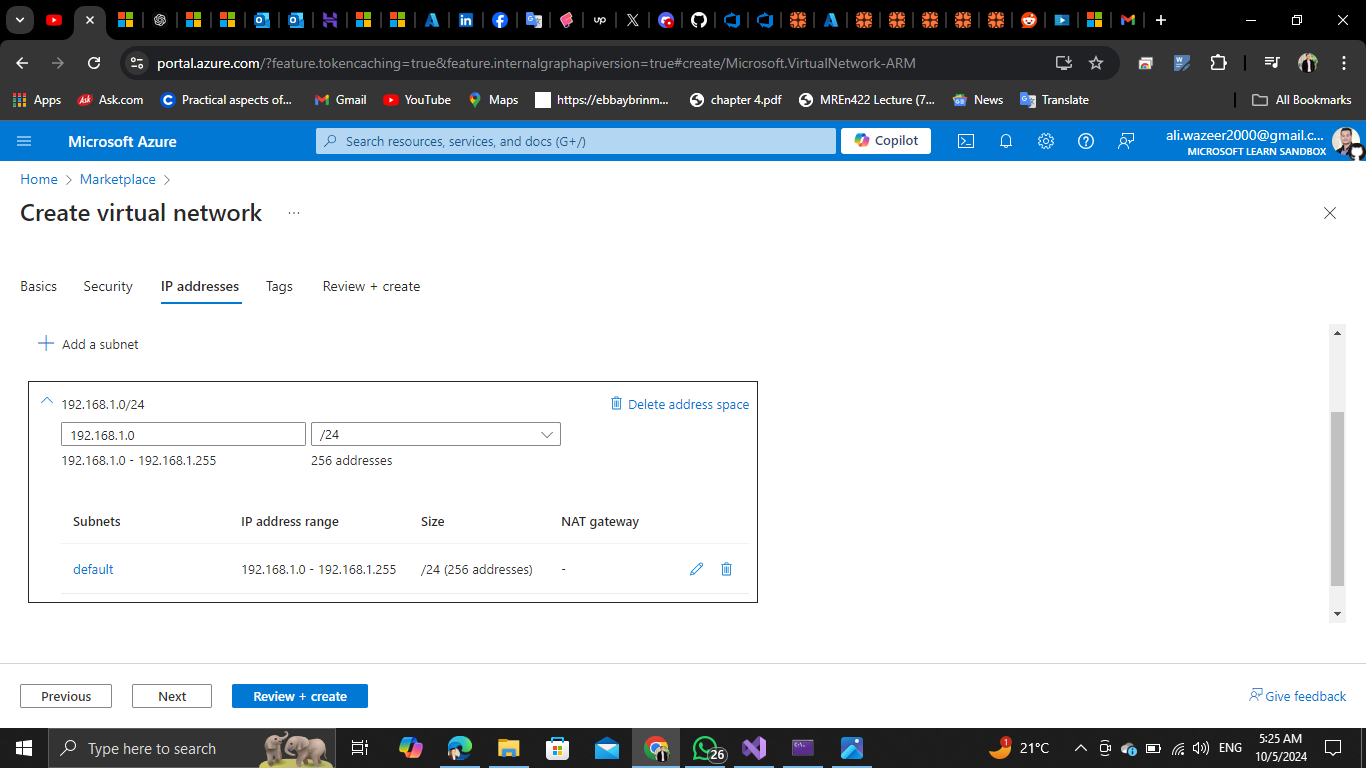 portal.azure.com/?feature.tokencaching=true&feature.internalgraphapiversion=true#create/Microsoft.VirtualNetwork-ARM
Apps Ask.com Practical aspects of... Gmail YouTube Maps https://ebbaybrinm... chapter 4.pdf MREn422 Lecture (7... News Translate All Bookmarks
Microsoft Azure Search resources, services, and docs (G+/) Copilot ali.wazeer2000@gmail.c...
MICROSOFT LEARN SANDBOX
Home > Marketplace >
Create virtual network ...
Basics Security IP addresses Tags Review + create
+ Add a subnet
192.168.1.0/24 Delete address space
192.168.1.0 /24
192.168.1.0 - 192.168.1.255 256 addresses
Subnets IP address range Size NAT gateway
default 192.168.1.0 - 192.168.1.255 /24 (256 addresses) -
Previous Next Review + create Give feedback
Type here to search 26 1 21°C ENG 5:25 AM
10/5/2024